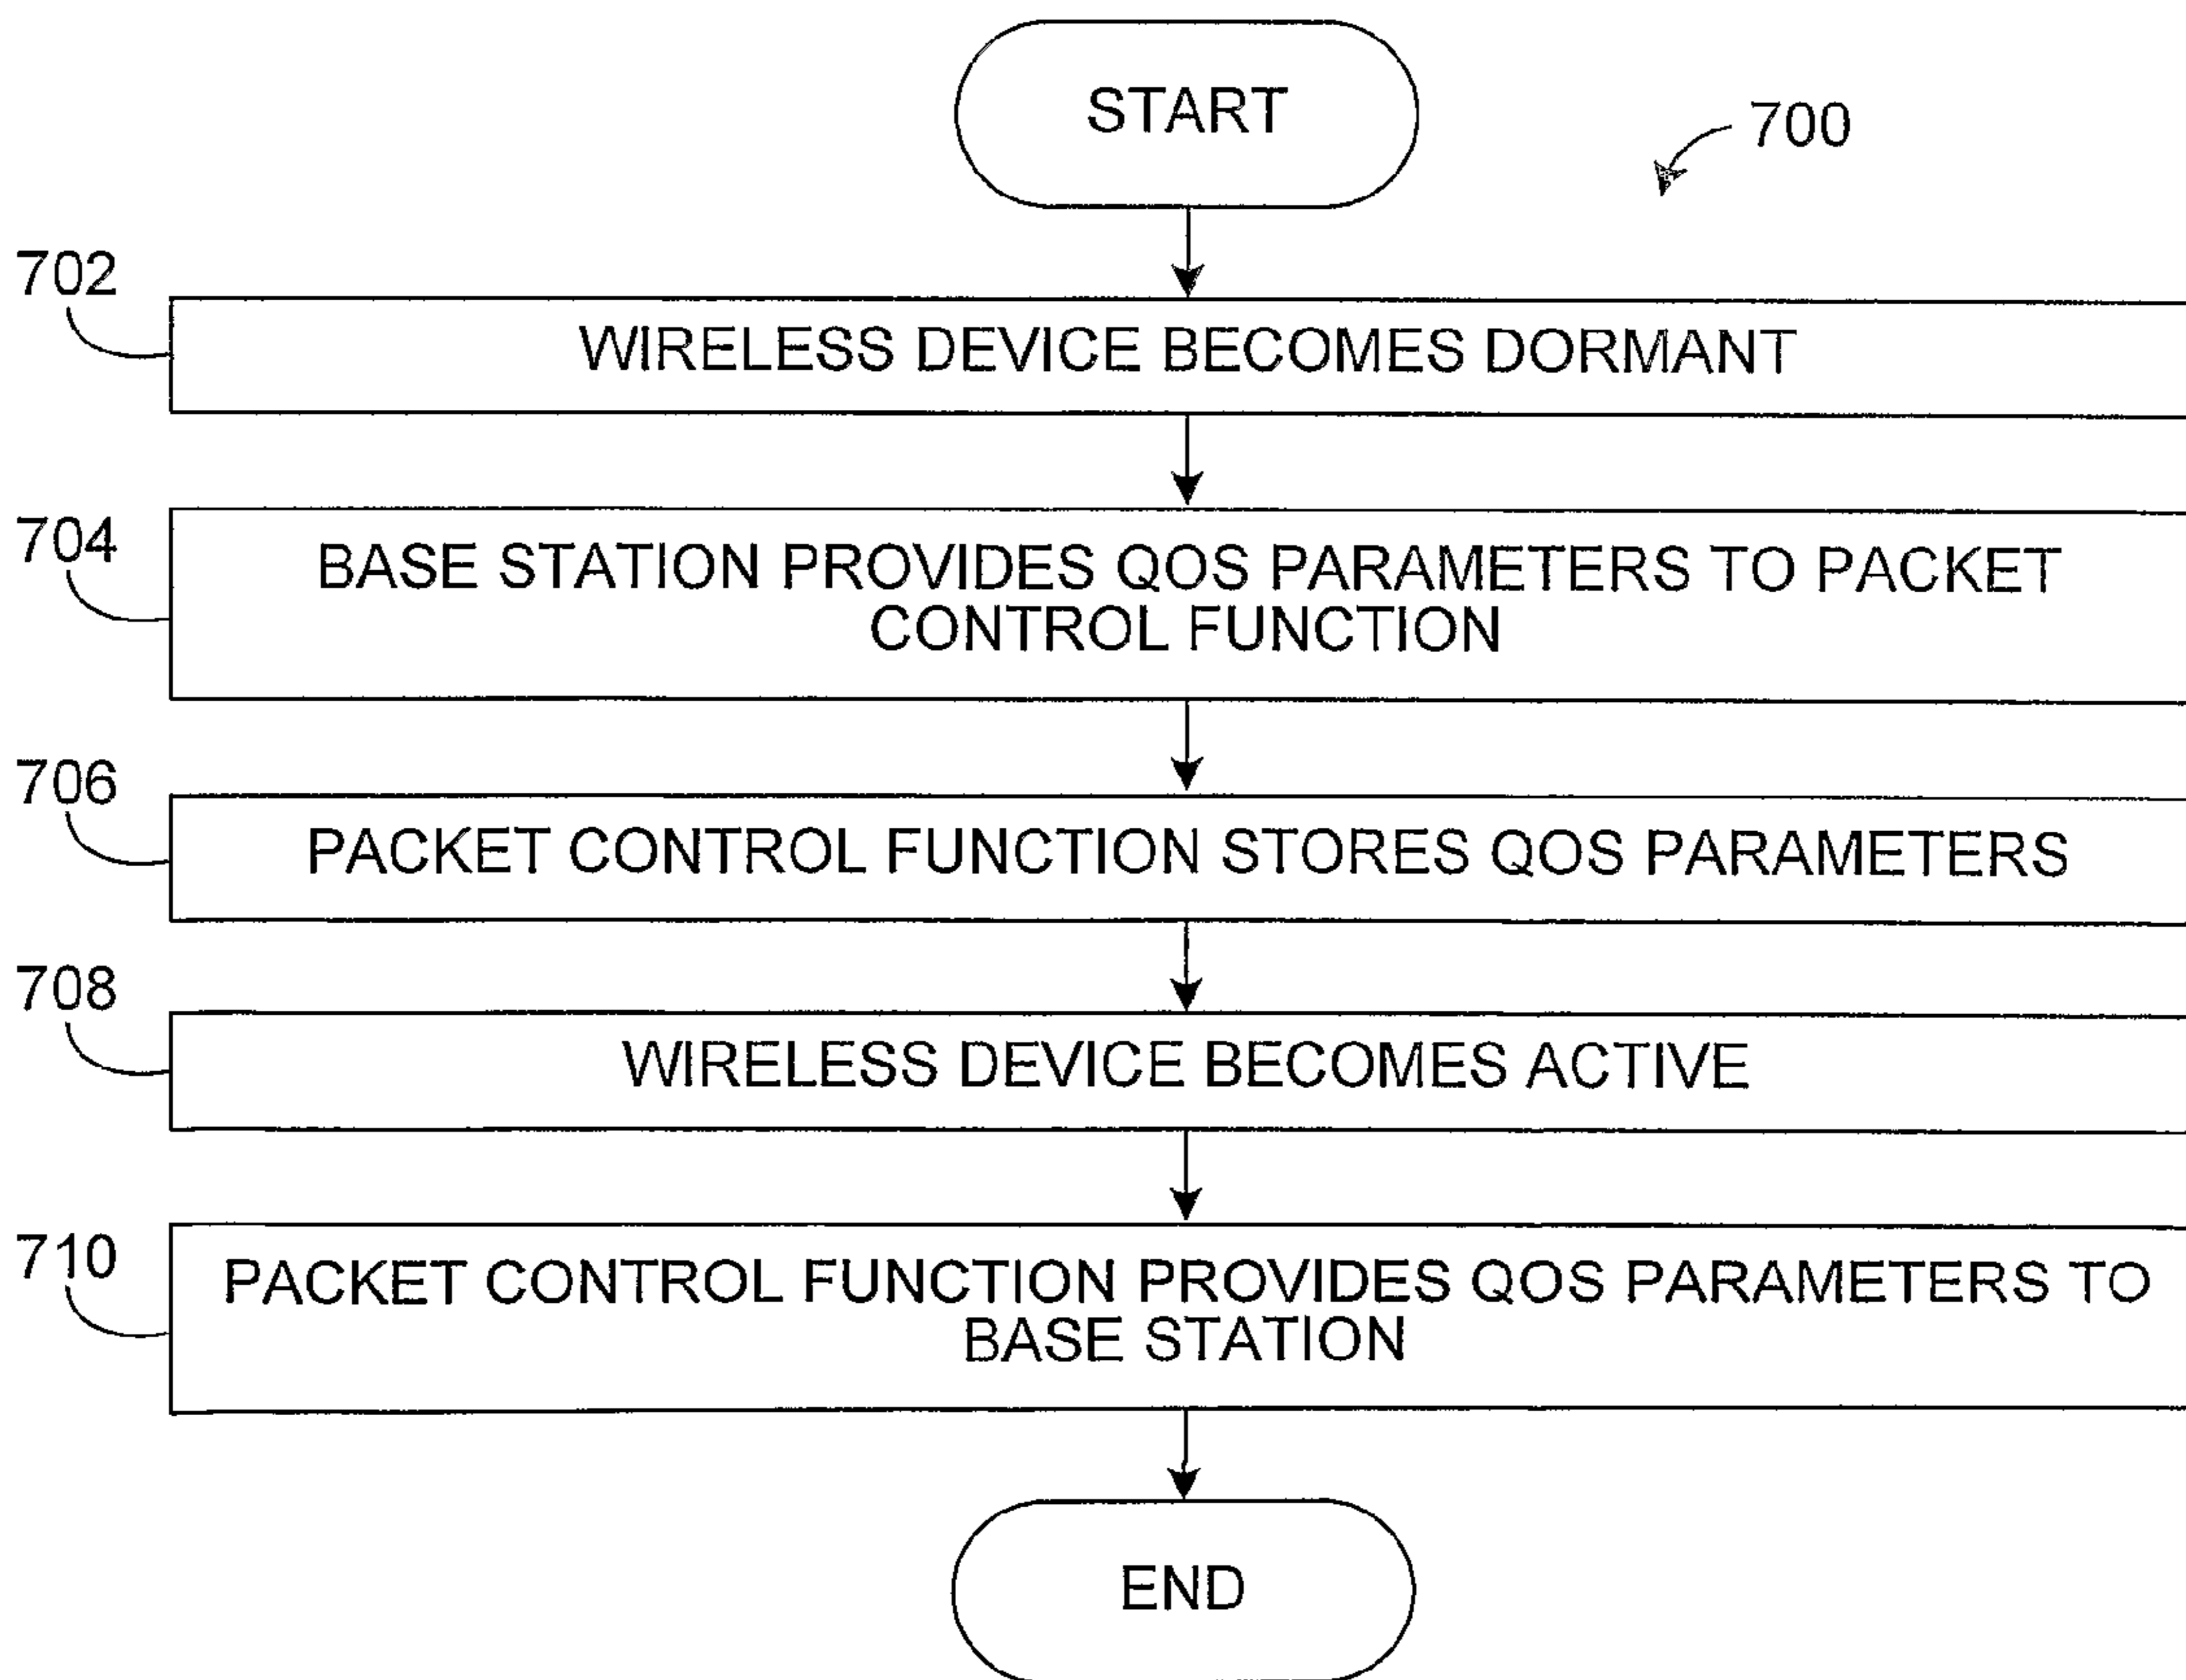 START
700
702
WIRELESS DEVICE BECOMES DORMANT
704
BASE STATION PROVIDES QOS PARAMETERS TO PACKET
CONTROL FUNCTION
706
PACKET CONTROL FUNCTION STORES QOS PARAMETERS
708
WIRELESS DEVICE BECOMES ACTIVE
710
PACKET CONTROL FUNCTION PROVIDES QOS PARAMETERS TO
BASE STATION
END